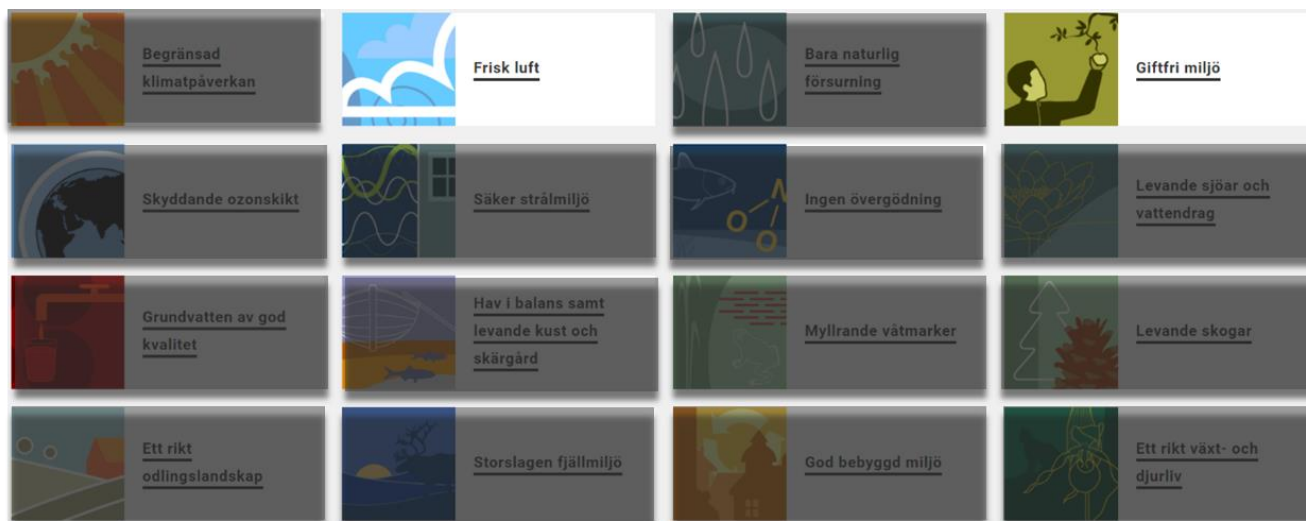 Begränsad
klimatpåverkan
Frisk luft
Bara naturlig
försurning
Giftfri miljö
Skyddande ozonskikt
Säker strålmiljö
Ingen övergödning
Levande sjöar och
vattendrag
Grundvatten av god
kvalitet
Hav i balans samt
levande kust och
skärgård
Myllrande våtmarker
Levande skogar
Ett rikt
odlingslandskap
Storslagen fjällmiljö
God bebyggd miljö
Ett rikt växt- och
djurliv